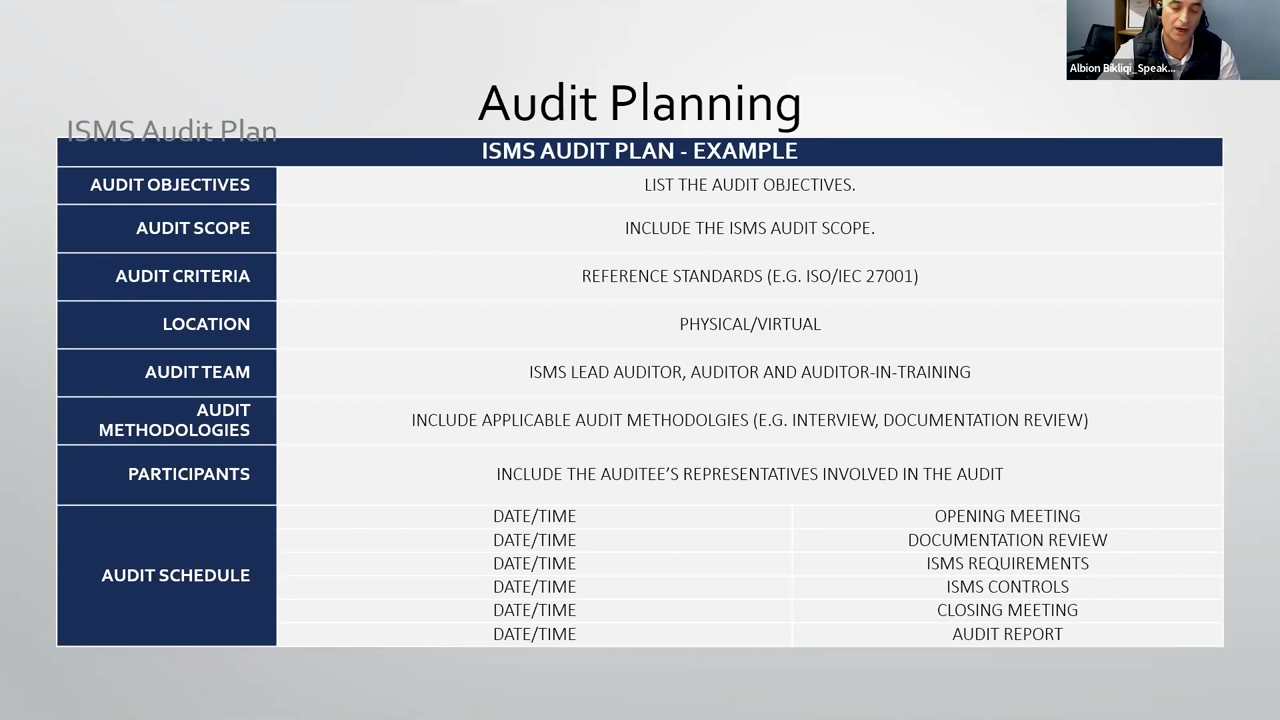 Albion Bikliqi_Speak...
Audit Planning
ISMS Audit Plan
ISMS AUDIT PLAN - EXAMPLE
AUDIT OBJECTIVES
LIST THE AUDIT OBJECTIVES.
AUDIT SCOPE
INCLUDE THE ISMS AUDIT SCOPE.
AUDIT CRITERIA
REFERENCE STANDARDS (E.G. ISO/IEC 27001)
LOCATION
PHYSICAL/VIRTUAL
AUDIT TEAM
ISMS LEAD AUDITOR, AUDITOR AND AUDITOR-IN-TRAINING
AUDIT
METHODOLOGIES
INCLUDE APPLICABLE AUDIT METHODOLGIES (E.G. INTERVIEW, DOCUMENTATION REVIEW)
PARTICIPANTS
INCLUDE THE AUDITEE’S REPRESENTATIVES INVOLVED IN THE AUDIT
AUDIT SCHEDULE
DATE/TIME OPENING MEETING
DATE/TIME DOCUMENTATION REVIEW
DATE/TIME ISMS REQUIREMENTS
DATE/TIME ISMS CONTROLS
DATE/TIME CLOSING MEETING
DATE/TIME AUDIT REPORT